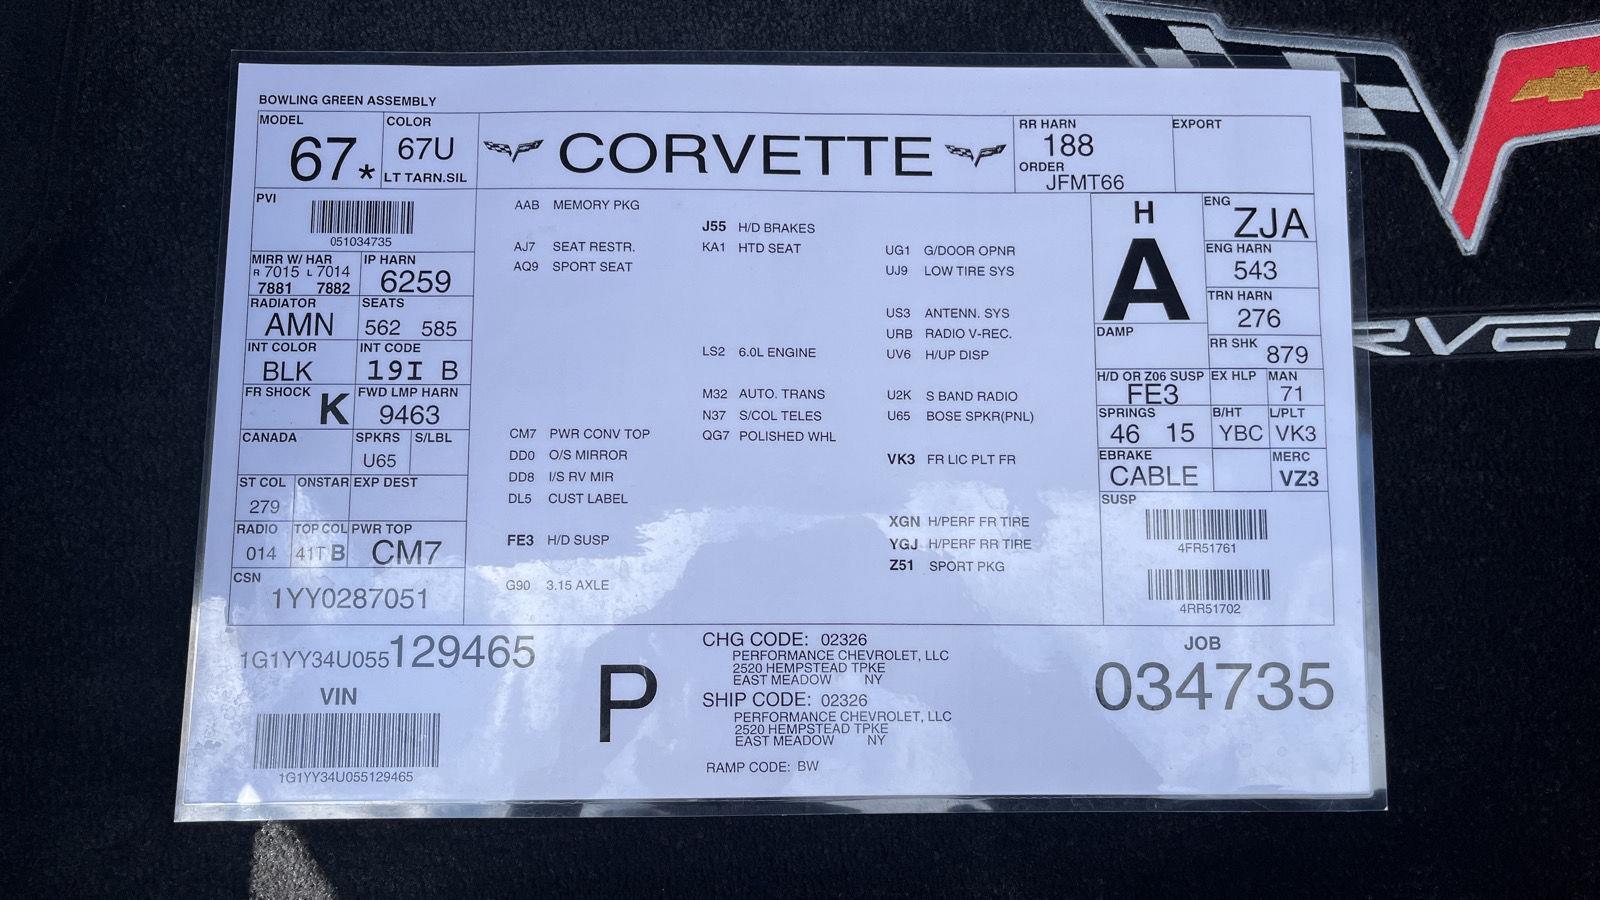 BOWLING GREEN ASSEMBLY
MODEL
67*
COLOR
67U
LT TARN.SIL
CORVETTE
RR HARN
188
ORDER
JFMT66
EXPORT
PVI
051034735
MIRR W/ HAR
R 7015 L 7014
7881 7882
IP HARN
6259
RADIATOR
AMN
SEATS
562 585
INT COLOR
BLK
INT CODE
19I B
FR SHOCK
K
FWD LMP HARN
9463
CANADA
SPKRS
U65
S/LBL
ST COL
279
ONSTAR
EXP DEST
RADIO
014
TOP COL
41T B
PWR TOP
CM7
CSN
1YY0287051
AAB MEMORY PKG
AJ7 SEAT RESTR.
AQ9 SPORT SEAT
CM7 PWR CONV TOP
DD0 O/S MIRROR
DD8 I/S RV MIR
DL5 CUST LABEL
FE3 H/D SUSP
G90 3.15 AXLE
J55 H/D BRAKES
KA1 HTD SEAT
LS2 6.0L ENGINE
M32 AUTO. TRANS
N37 S/COL TELES
QG7 POLISHED WHL
UG1 G/DOOR OPNR
UJ9 LOW TIRE SYS
US3 ANTENN. SYS
URB RADIO V-REC.
UV6 H/UP DISP
U2K S BAND RADIO
U65 BOSE SPKR(PNL)
VK3 FR LIC PLT FR
XGN H/PERF FR TIRE
YGJ H/PERF RR TIRE
Z51 SPORT PKG
H
A
DAMP
ENG
ZJA
ENG HARN
543
TRN HARN
276
RR SHK
879
H/D OR Z06 SUSP
FE3
EX HLP
MAN
71
SPRINGS
46 15
B/HT
YBC
L/PLT
VK3
EBRAKE
CABLE
MERC
VZ3
SUSP
4FR51761
4RR51702
1G1YY34U055129465
VIN
1G1YY34U055129465
P
CHG CODE: 02326
PERFORMANCE CHEVROLET, LLC
2520 HEMPSTEAD TPKE
EAST MEADOW NY
SHIP CODE: 02326
PERFORMANCE CHEVROLET, LLC
2520 HEMPSTEAD TPKE
EAST MEADOW NY
RAMP CODE: BW
JOB
034735
RVE